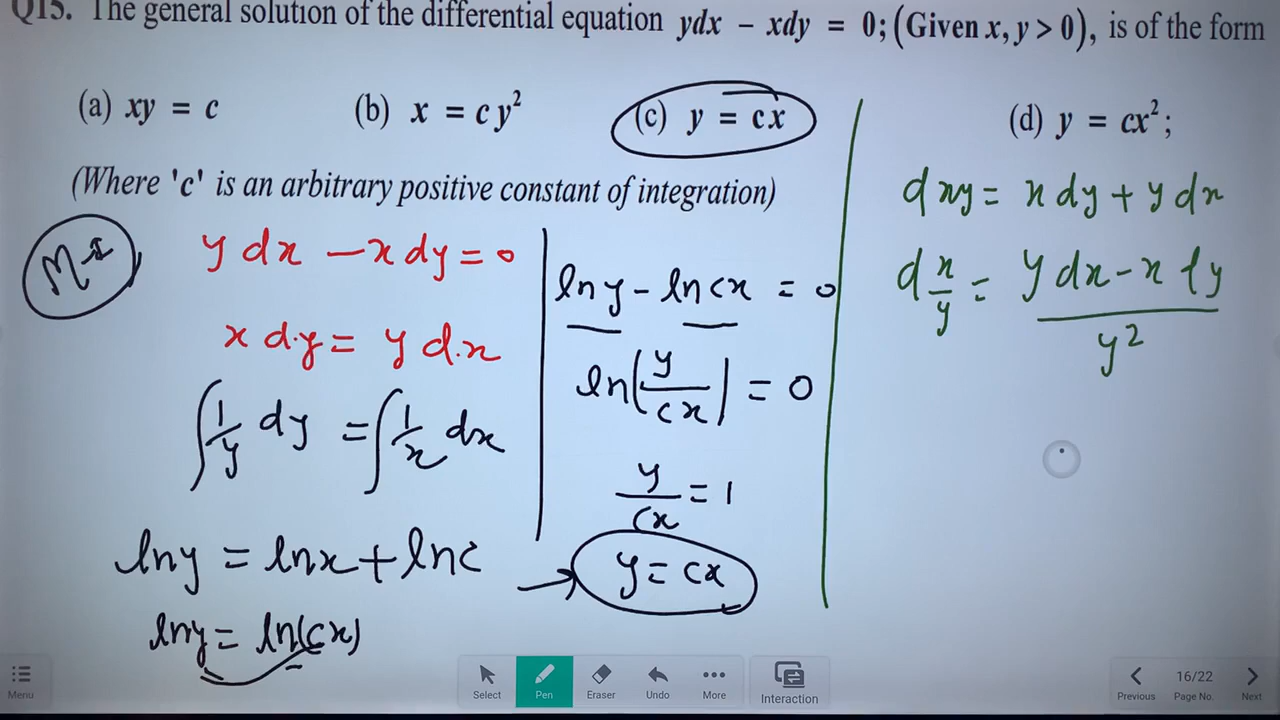 Q15. The general solution of the differential equation ydx − xdy = 0; (Given x, y > 0), is of the form
(a) xy = c (b) x = cy² (c) y = cx (d) y = cx²;
(Where 'c' is an arbitrary positive constant of integration)
M-I
y dx − x dy = 0
x dy = y dx
∫ 1/y dy = ∫ 1/x dx
ln y = ln x + ln c
ln y = ln(cx)
ln y − ln cx = 0
ln(y/cx) = 0
y/cx = 1
→ y = cx
d xy = x dy + y dx
d x/y = (y dx − x dy)/y²
Menu
Select
Pen
Eraser
Undo
More
Interaction
Previous
16/22
Page No.
Next